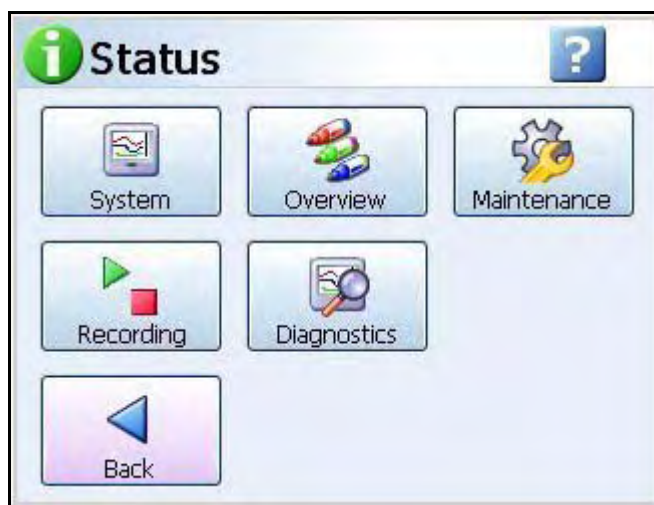 Status
System
Overview
Maintenance
Recording
Diagnostics
Back